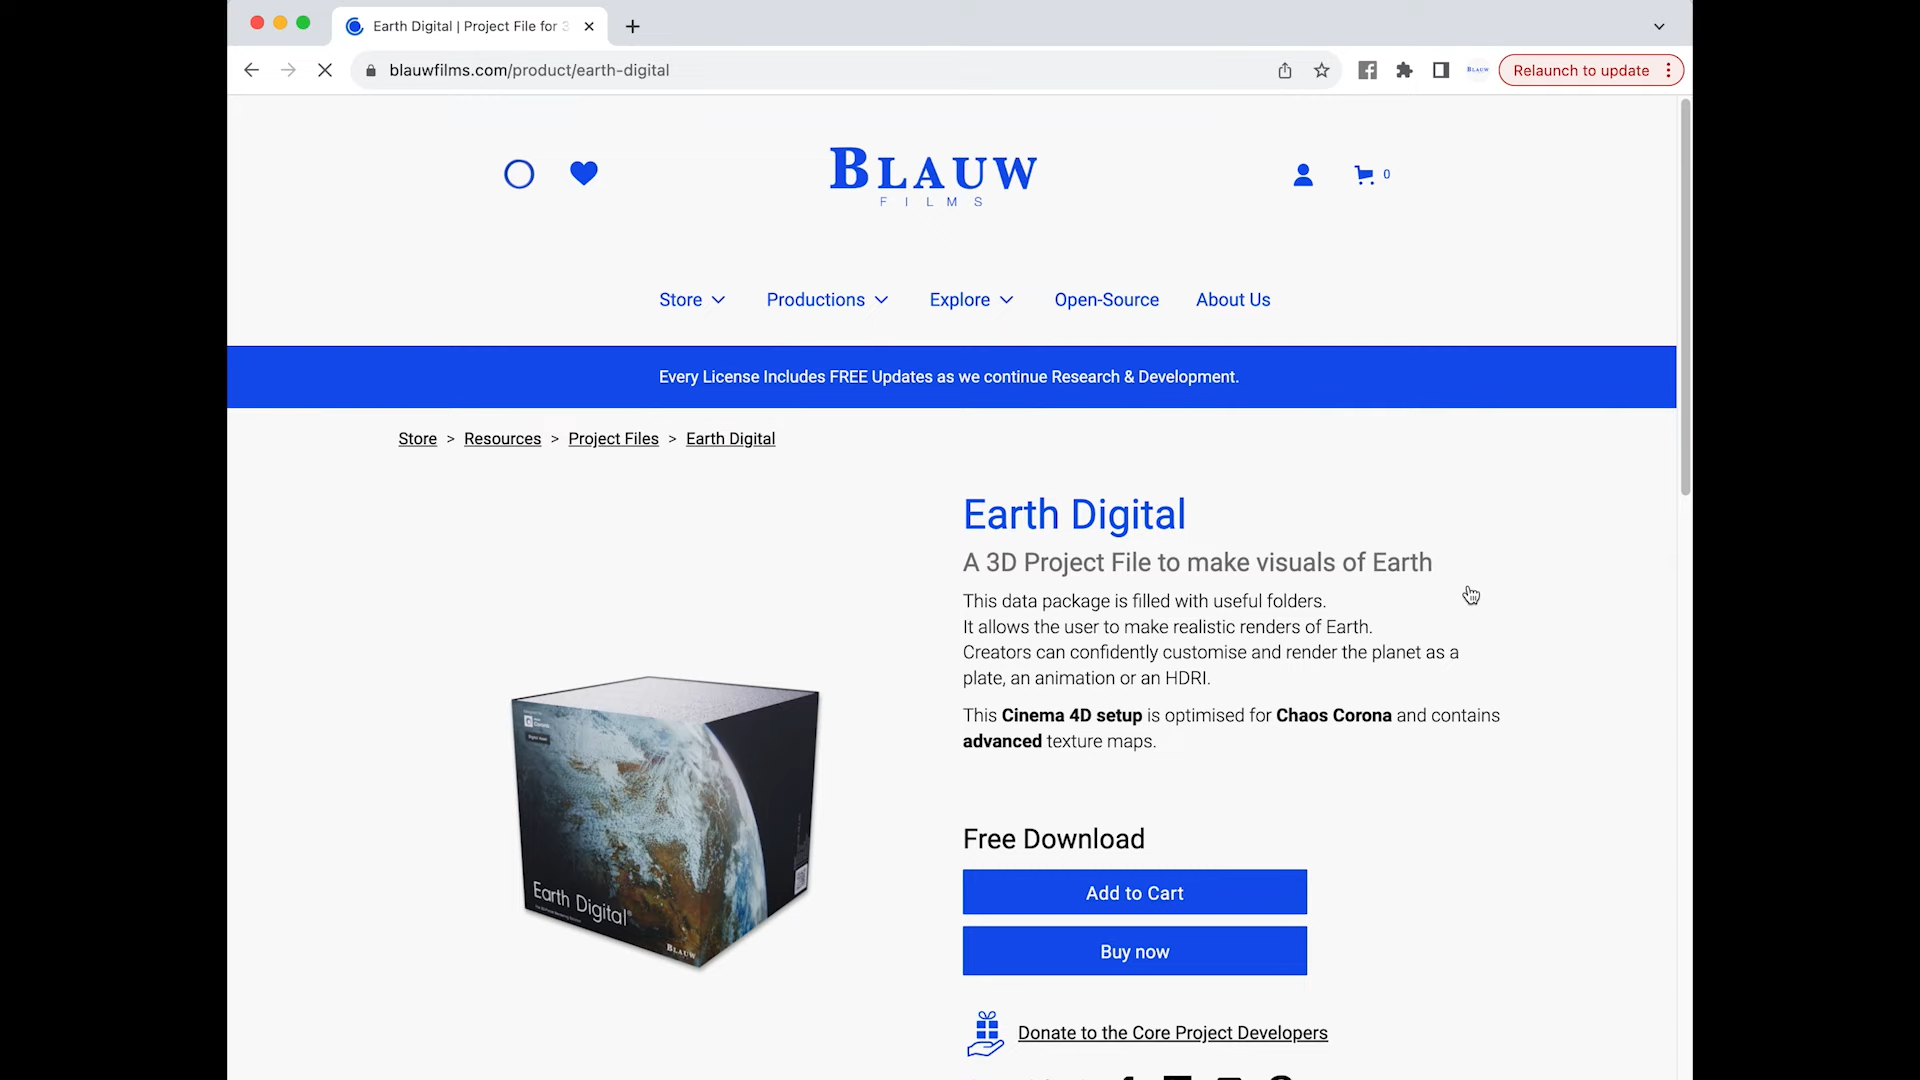 Earth Digital | Project File for 3
blauwfilms.com/product/earth-digital
BLAUW
Relaunch to update
BLAUW
FILMS
0
Store
Productions
Explore
Open-Source
About Us
Every License Includes FREE Updates as we continue Research & Development.
Store > Resources > Project Files > Earth Digital
Earth Digital
A 3D Project File to make visuals of Earth
This data package is filled with useful folders.
It allows the user to make realistic renders of Earth.
Creators can confidently customise and render the planet as a
plate, an animation or an HDRI.
This Cinema 4D setup is optimised for Chaos Corona and contains
advanced texture maps.
Earth Digital
BLAUW
Free Download
Add to Cart
Buy now
Donate to the Core Project Developers